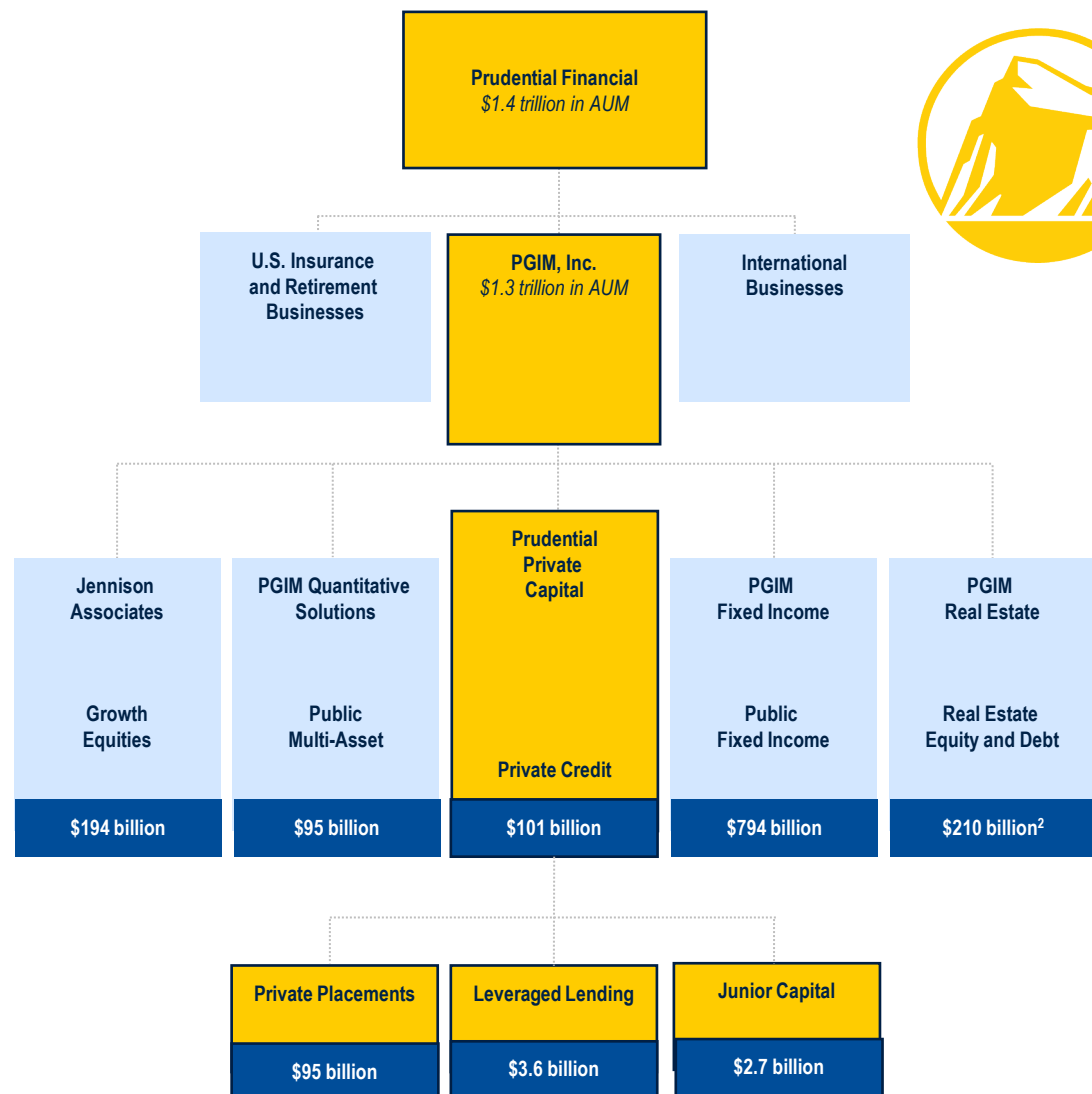 Prudential Financial
$1.4 trillion in AUM
U.S. Insurance
and Retirement
Businesses
PGIM, Inc.
$1.3 trillion in AUM
International
Businesses
Jennison
Associates
Growth
Equities
$194 billion
PGIM Quantitative
Solutions
Public
Multi-Asset
$95 billion
Prudential
Private
Capital
Private Credit
$101 billion
PGIM
Fixed Income
Public
Fixed Income
$794 billion
PGIM
Real Estate
Real Estate
Equity and Debt
$210 billion²
Private Placements
$95 billion
Leveraged Lending
$3.6 billion
Junior Capital
$2.7 billion